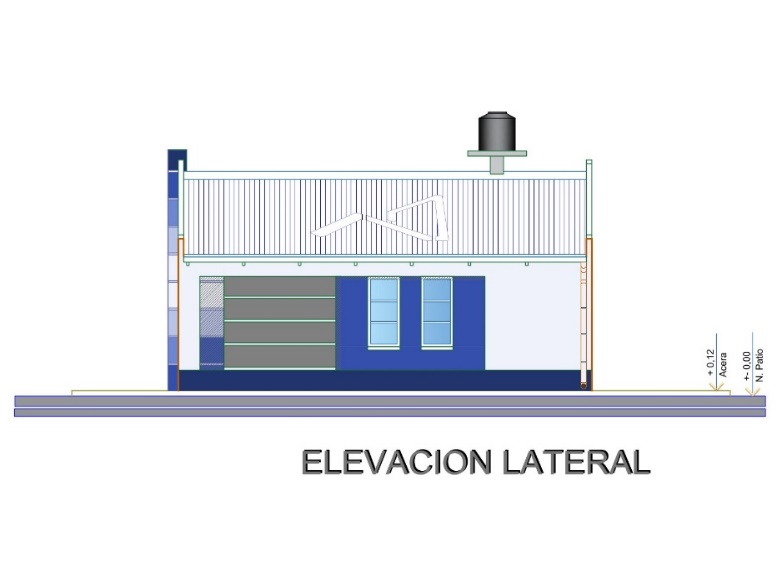 + 0,12
Acera
+- 0,00
N. Patio
ELEVACION LATERAL